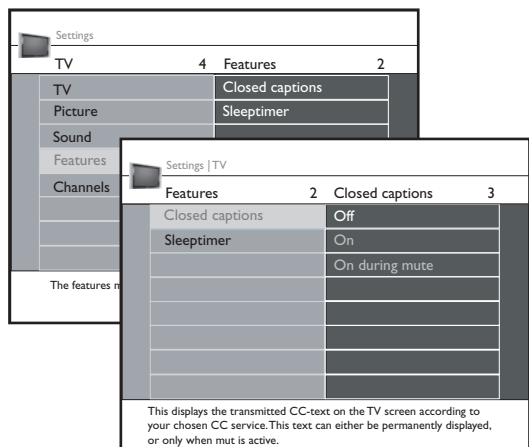 Settings
TV 4 Features 2
TV Closed captions
Picture Sleeptimer
Sound
Features
Channels
The features m
Settings | TV
Features 2 Closed captions 3
Closed captions Off
Sleeptimer On
On during mute
This displays the transmitted CC-text on the TV screen according to
your chosen CC service. This text can either be permanently displayed,
or only when mut is active.